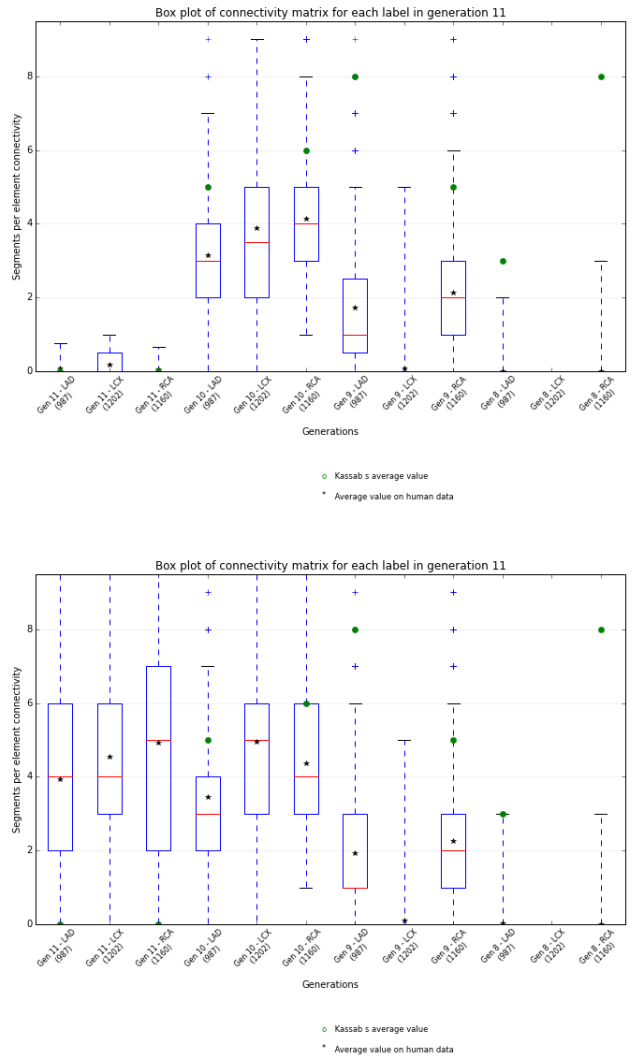 Box plot of connectivity matrix for each label in generation 11
8
6
4
2
0
Segments per element connectivity
Gen 11 - LAD
(987)
Gen 11 - LCX
(1202)
Gen 11 - RCA
(1160)
Gen 10 - LAD
(987)
Gen 10 - LCX
(1202)
Gen 10 - RCA
(1160)
Gen 9 - LAD
(987)
Gen 9 - LCX
(1202)
Gen 9 - RCA
(1160)
Gen 8 - LAD
(987)
Gen 8 - LCX
(1202)
Gen 8 - RCA
(1160)
Generations
o Kassab s average value
* Average value on human data
Box plot of connectivity matrix for each label in generation 11
8
6
4
2
0
Segments per element connectivity
Gen 11 - LAD
(987)
Gen 11 - LCX
(1202)
Gen 11 - RCA
(1160)
Gen 10 - LAD
(987)
Gen 10 - LCX
(1202)
Gen 10 - RCA
(1160)
Gen 9 - LAD
(987)
Gen 9 - LCX
(1202)
Gen 9 - RCA
(1160)
Gen 8 - LAD
(987)
Gen 8 - LCX
(1202)
Gen 8 - RCA
(1160)
Generations
o Kassab s average value
* Average value on human data